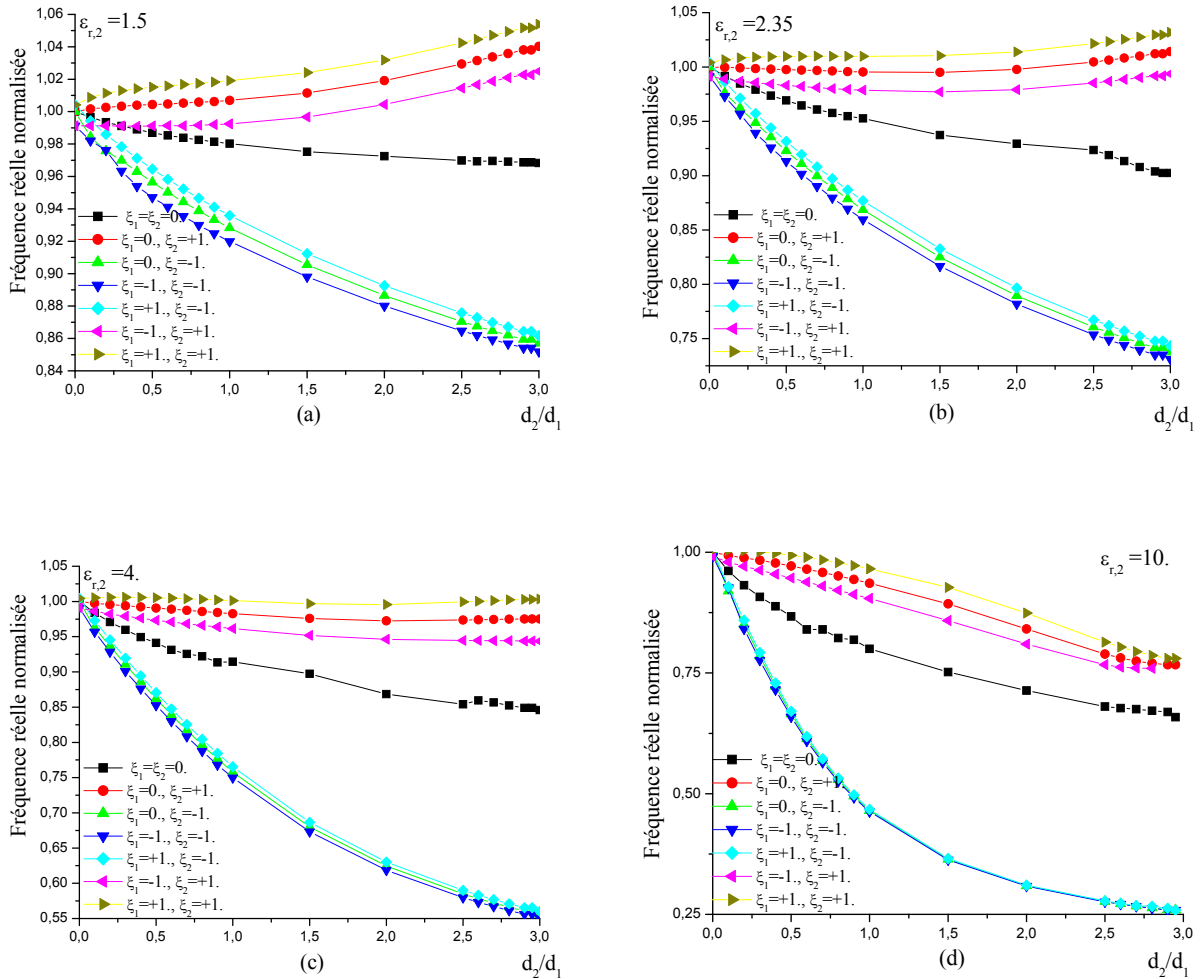 ε_r,2 =1.5
Fréquence réelle normalisée
1,06
1,04
1,02
1,00
0,98
0,96
0,94
0,92
0,90
0,88
0,86
0,84
ξ₁=ξ₂=0.
ξ₁=0., ξ₂=+1.
ξ₁=0., ξ₂=-1.
ξ₁=-1., ξ₂=-1.
ξ₁=+1., ξ₂=-1.
ξ₁=-1., ξ₂=+1.
ξ₁=+1., ξ₂=+1.
0,0 0,5 1,0 1,5 2,0 2,5 3,0
(a)
d₂/d₁
ε_r,2 =2.35
Fréquence réelle normalisée
1,05
1,00
0,95
0,90
0,85
0,80
0,75
ξ₁=ξ₂=0.
ξ₁=0., ξ₂=+1.
ξ₁=0., ξ₂=-1.
ξ₁=-1., ξ₂=-1.
ξ₁=+1., ξ₂=-1.
ξ₁=-1., ξ₂=+1.
ξ₁=+1., ξ₂=+1.
0,0 0,5 1,0 1,5 2,0 2,5 3,0
(b)
d₂/d₁
ε_r,2 =4.
Fréquence réelle normalisée
1,05
1,00
0,95
0,90
0,85
0,80
0,75
0,70
0,65
0,60
0,55
ξ₁=ξ₂=0.
ξ₁=0., ξ₂=+1.
ξ₁=0., ξ₂=-1.
ξ₁=-1., ξ₂=-1.
ξ₁=+1., ξ₂=-1.
ξ₁=-1., ξ₂=+1.
ξ₁=+1., ξ₂=+1.
0,0 0,5 1,0 1,5 2,0 2,5 3,0
(c)
d₂/d₁
ε_r,2 =10.
Fréquence réelle normalisée
1,00
0,75
0,50
0,25
ξ₁=ξ₂=0.
ξ₁=0., ξ₂=+1.
ξ₁=0., ξ₂=-1.
ξ₁=-1., ξ₂=-1.
ξ₁=+1., ξ₂=-1.
ξ₁=-1., ξ₂=+1.
ξ₁=+1., ξ₂=+1.
0,0 0,5 1,0 1,5 2,0 2,5 3,0
(d)
d₂/d₁